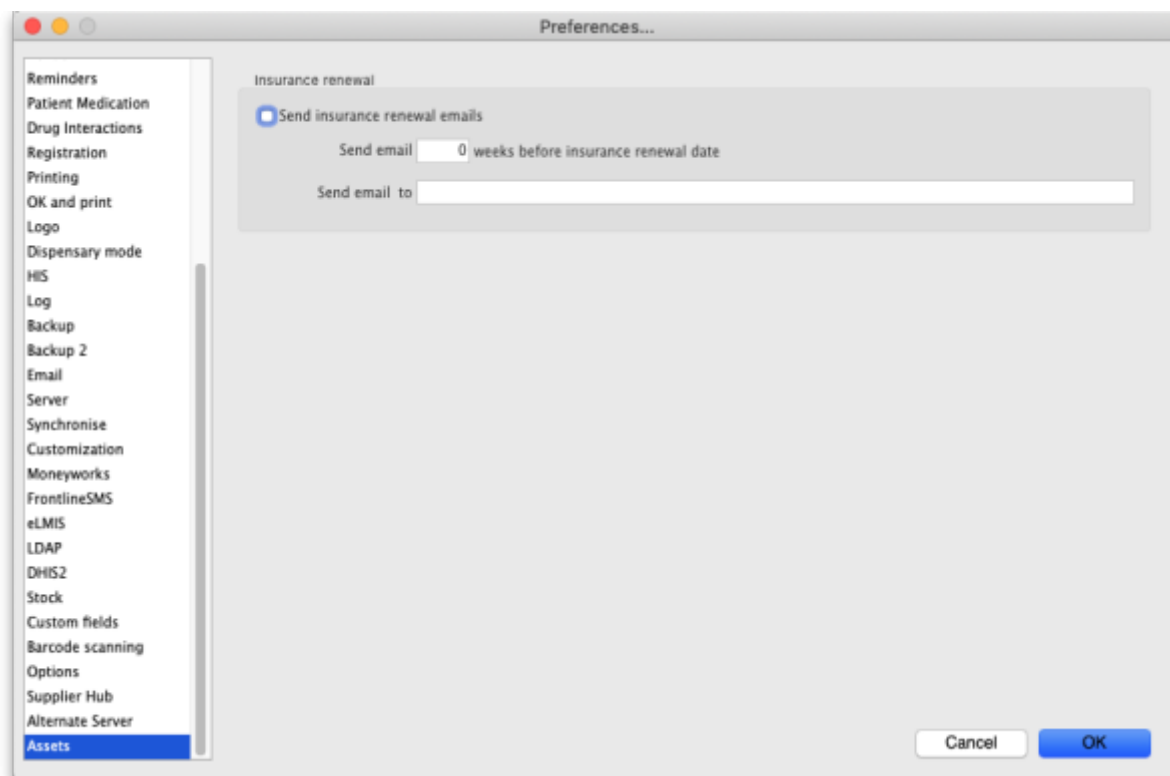 Preferences...
Reminders
Patient Medication
Drug Interactions
Registration
Printing
OK and print
Logo
Dispensary mode
HIS
Log
Backup
Backup 2
Email
Server
Synchronise
Customization
Moneyworks
FrontlineSMS
eLMIS
LDAP
DHIS2
Stock
Custom fields
Barcode scanning
Options
Supplier Hub
Alternate Server
Assets
Insurance renewal
Send insurance renewal emails
Send email 0 weeks before insurance renewal date
Send email to
Cancel OK